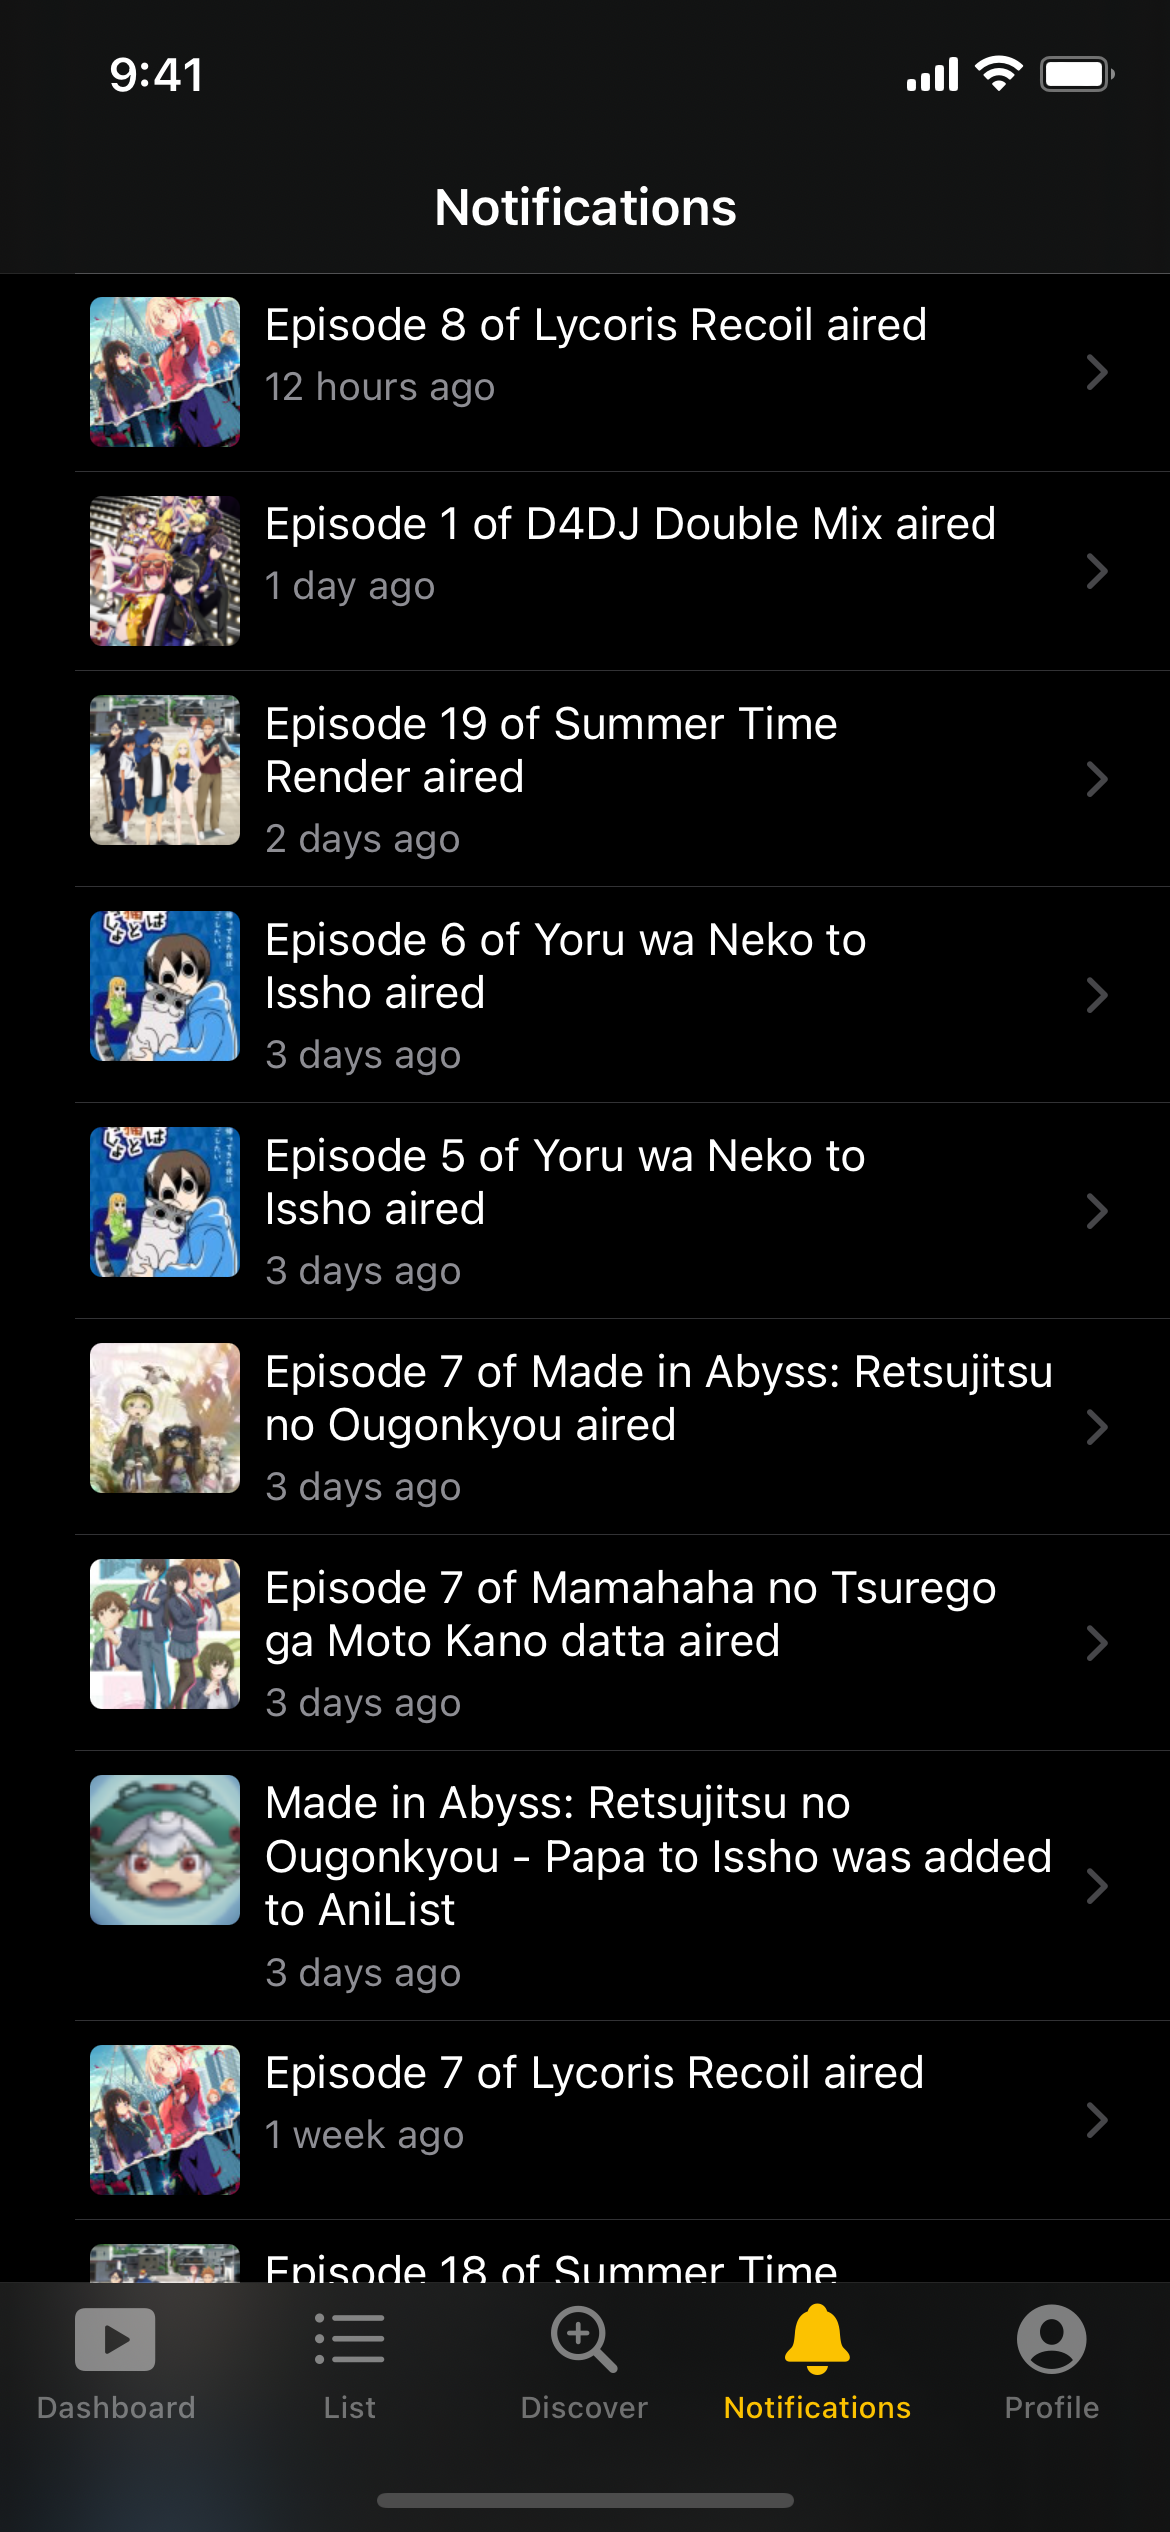 9:41
Notifications
Episode 8 of Lycoris Recoil aired
12 hours ago
Episode 1 of D4DJ Double Mix aired
1 day ago
Episode 19 of Summer Time
Render aired
2 days ago
Episode 6 of Yoru wa Neko to
Issho aired
3 days ago
Episode 5 of Yoru wa Neko to
Issho aired
3 days ago
Episode 7 of Made in Abyss: Retsujitsu
no Ougonkyou aired
3 days ago
Episode 7 of Mamahaha no Tsurego
ga Moto Kano datta aired
3 days ago
Made in Abyss: Retsujitsu no
Ougonkyou - Papa to Issho was added
to AniList
3 days ago
Episode 7 of Lycoris Recoil aired
1 week ago
Episode 18 of Summer Time
Dashboard
List
Discover
Notifications
Profile